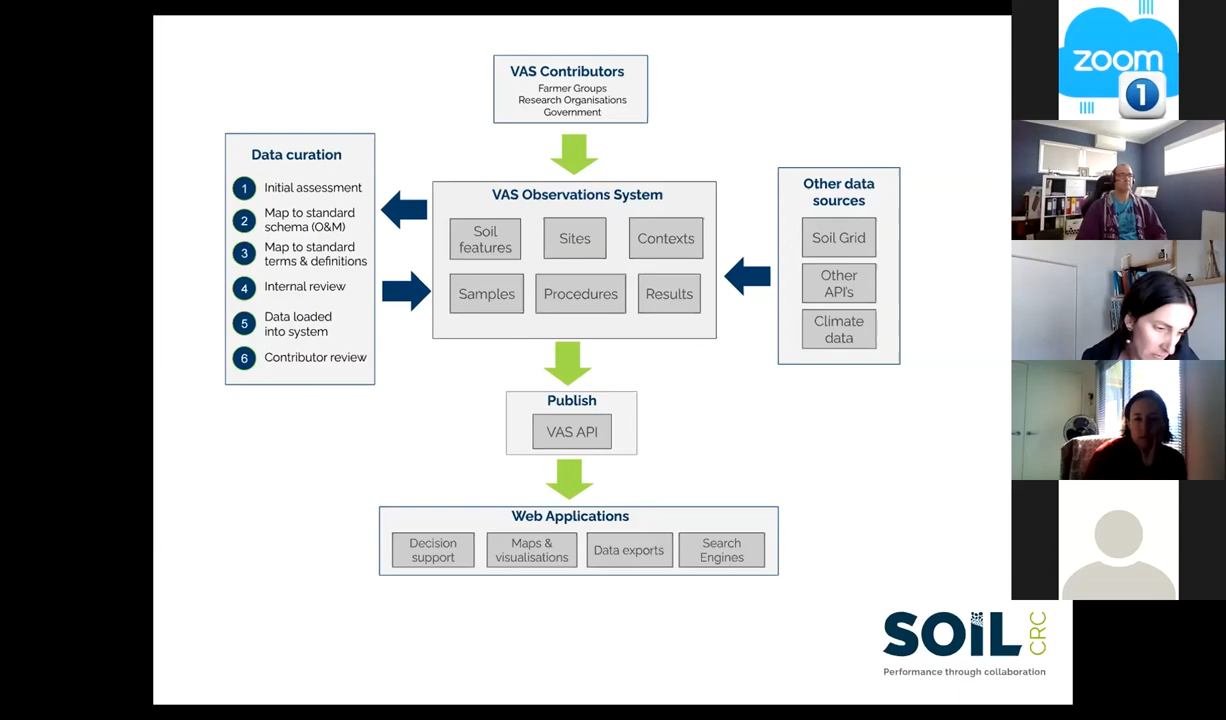 VAS Contributors
Farmer Groups
Research Organisations
Government
Data curation
1 Initial assessment
2 Map to standard
schema (O&M)
3 Map to standard
terms & definitions
4 Internal review
5 Data loaded
into system
6 Contributor review
VAS Observations System
Soil
features
Sites
Contexts
Samples
Procedures
Results
Other data
sources
Soil Grid
Other
API's
Climate
data
Publish
VAS API
Web Applications
Decision
support
Maps &
visualisations
Data exports
Search
Engines
SOIL CRC
Performance through collaboration
zoom
1